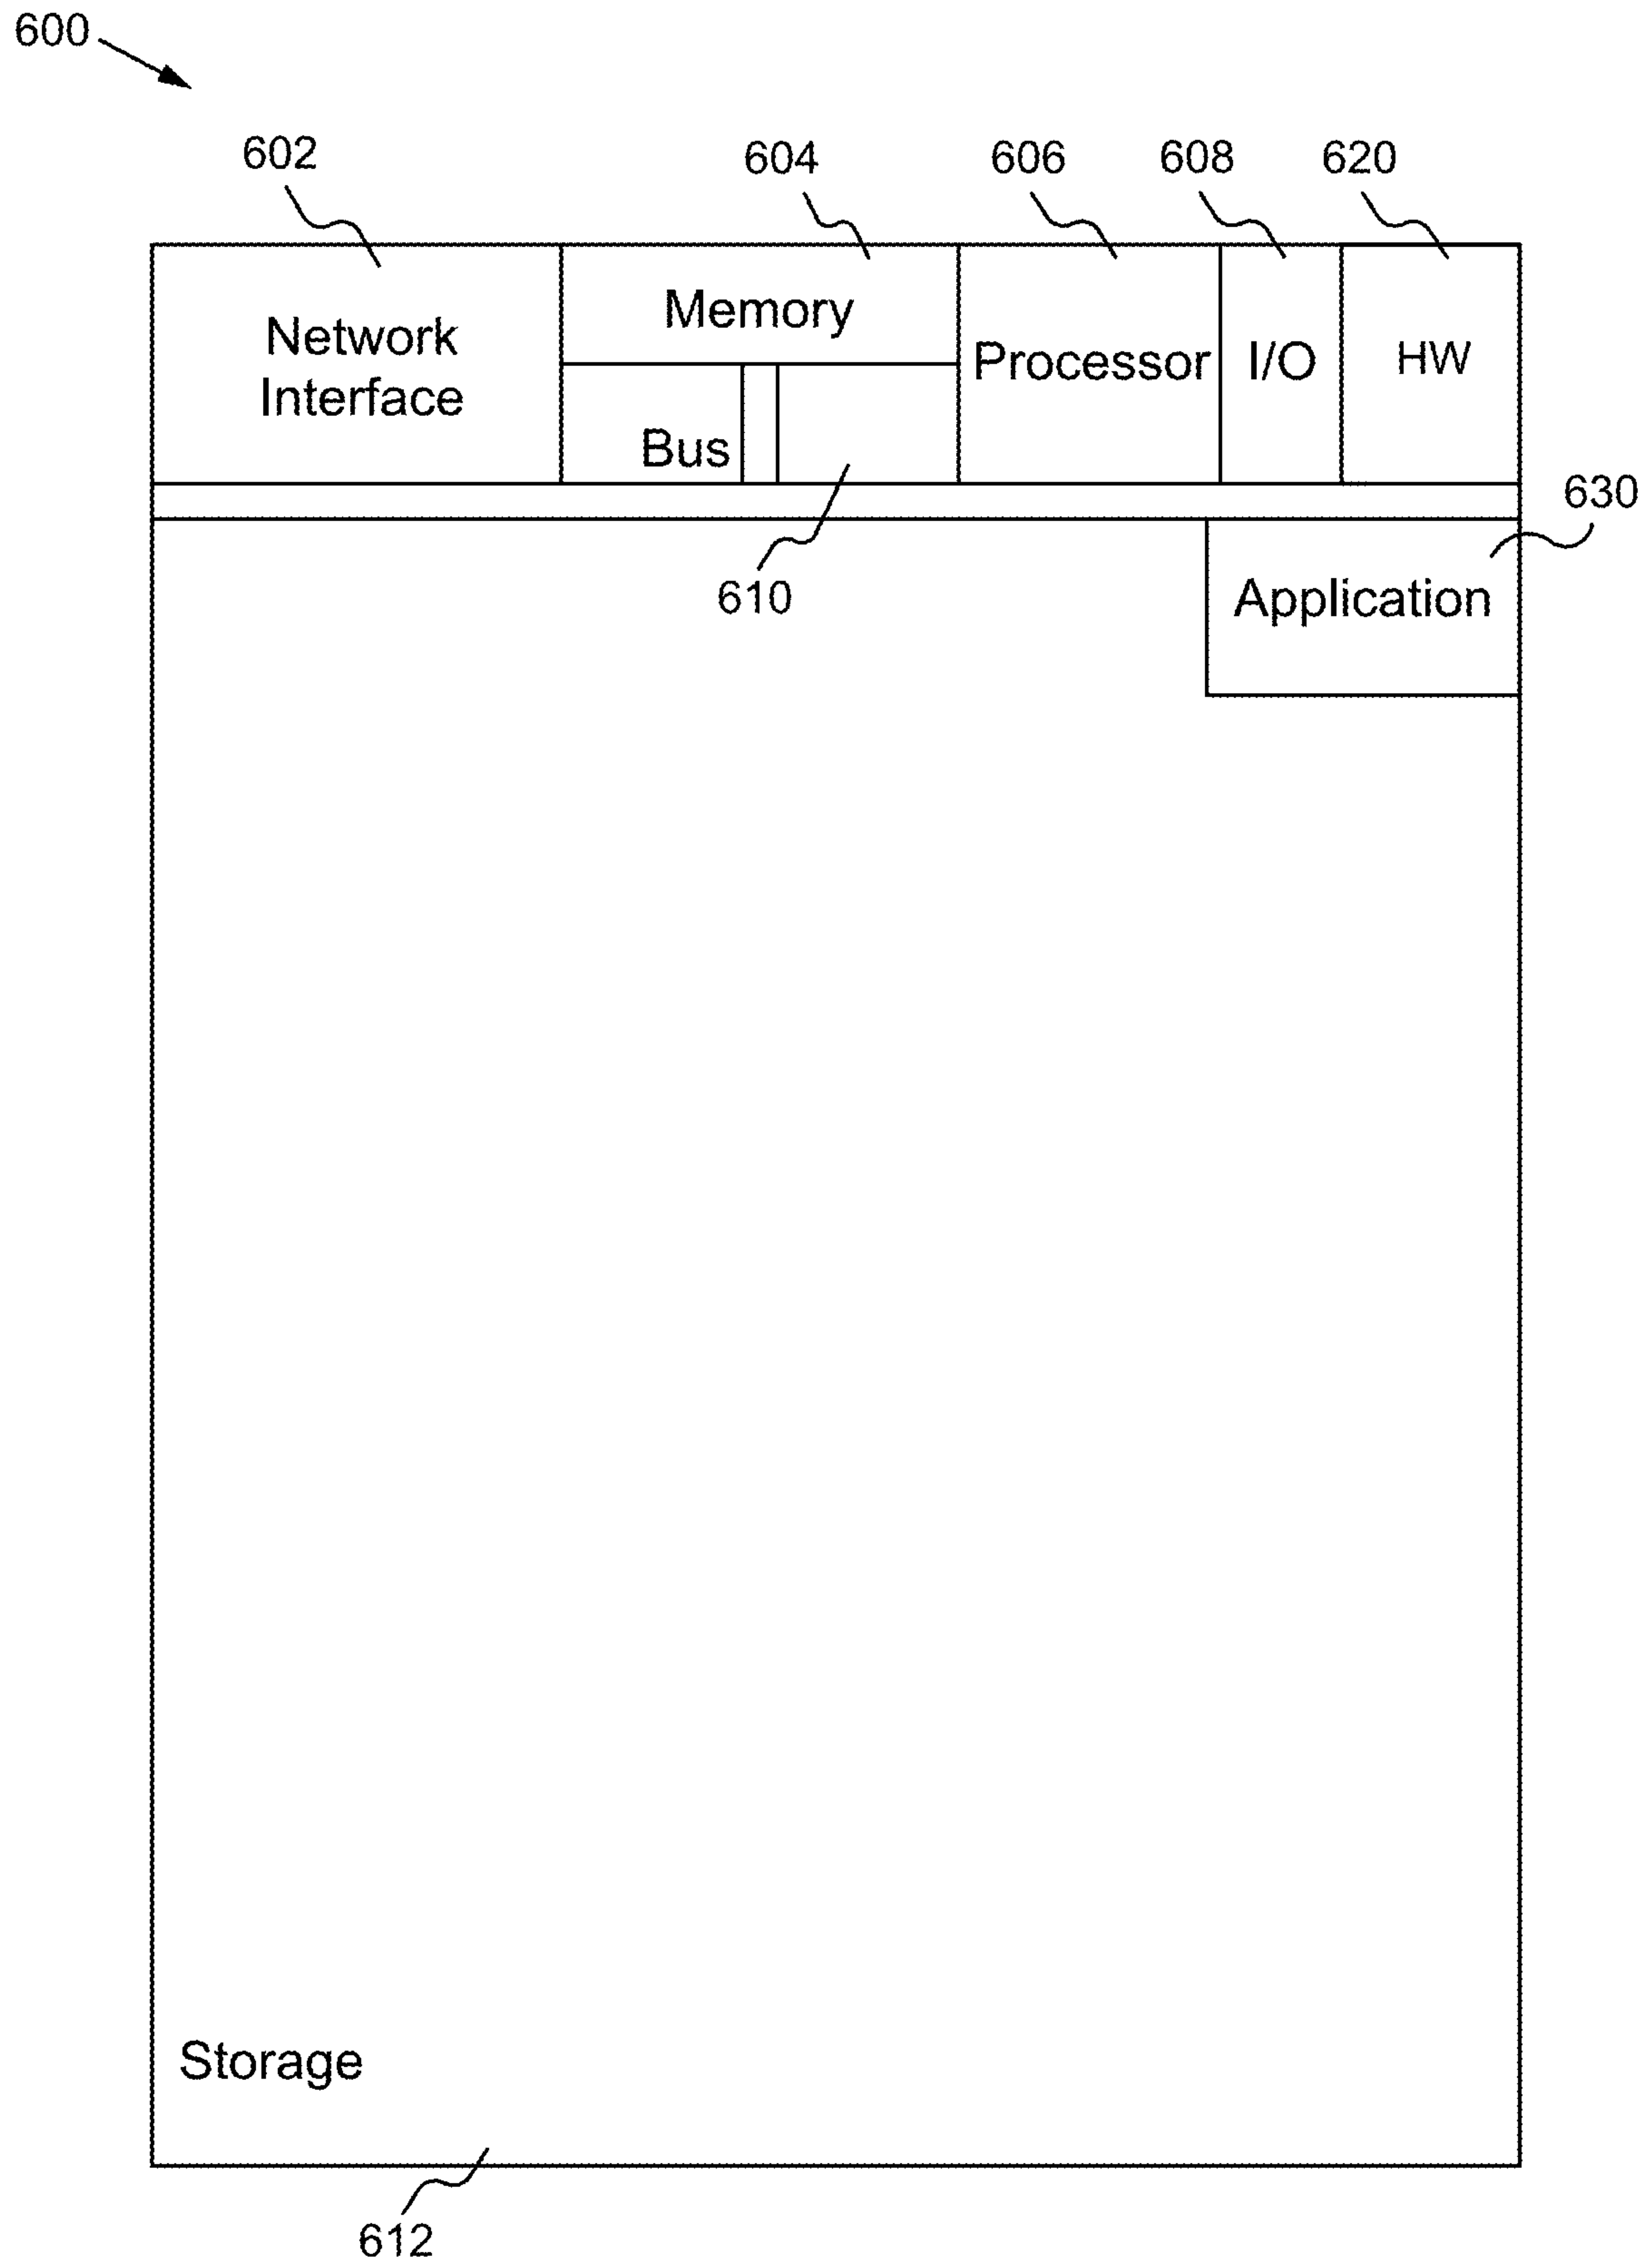 600
602
604
606
608
620
Network
Interface
Memory
Processor
I/O
HW
Bus
630
610
Application
Storage
612